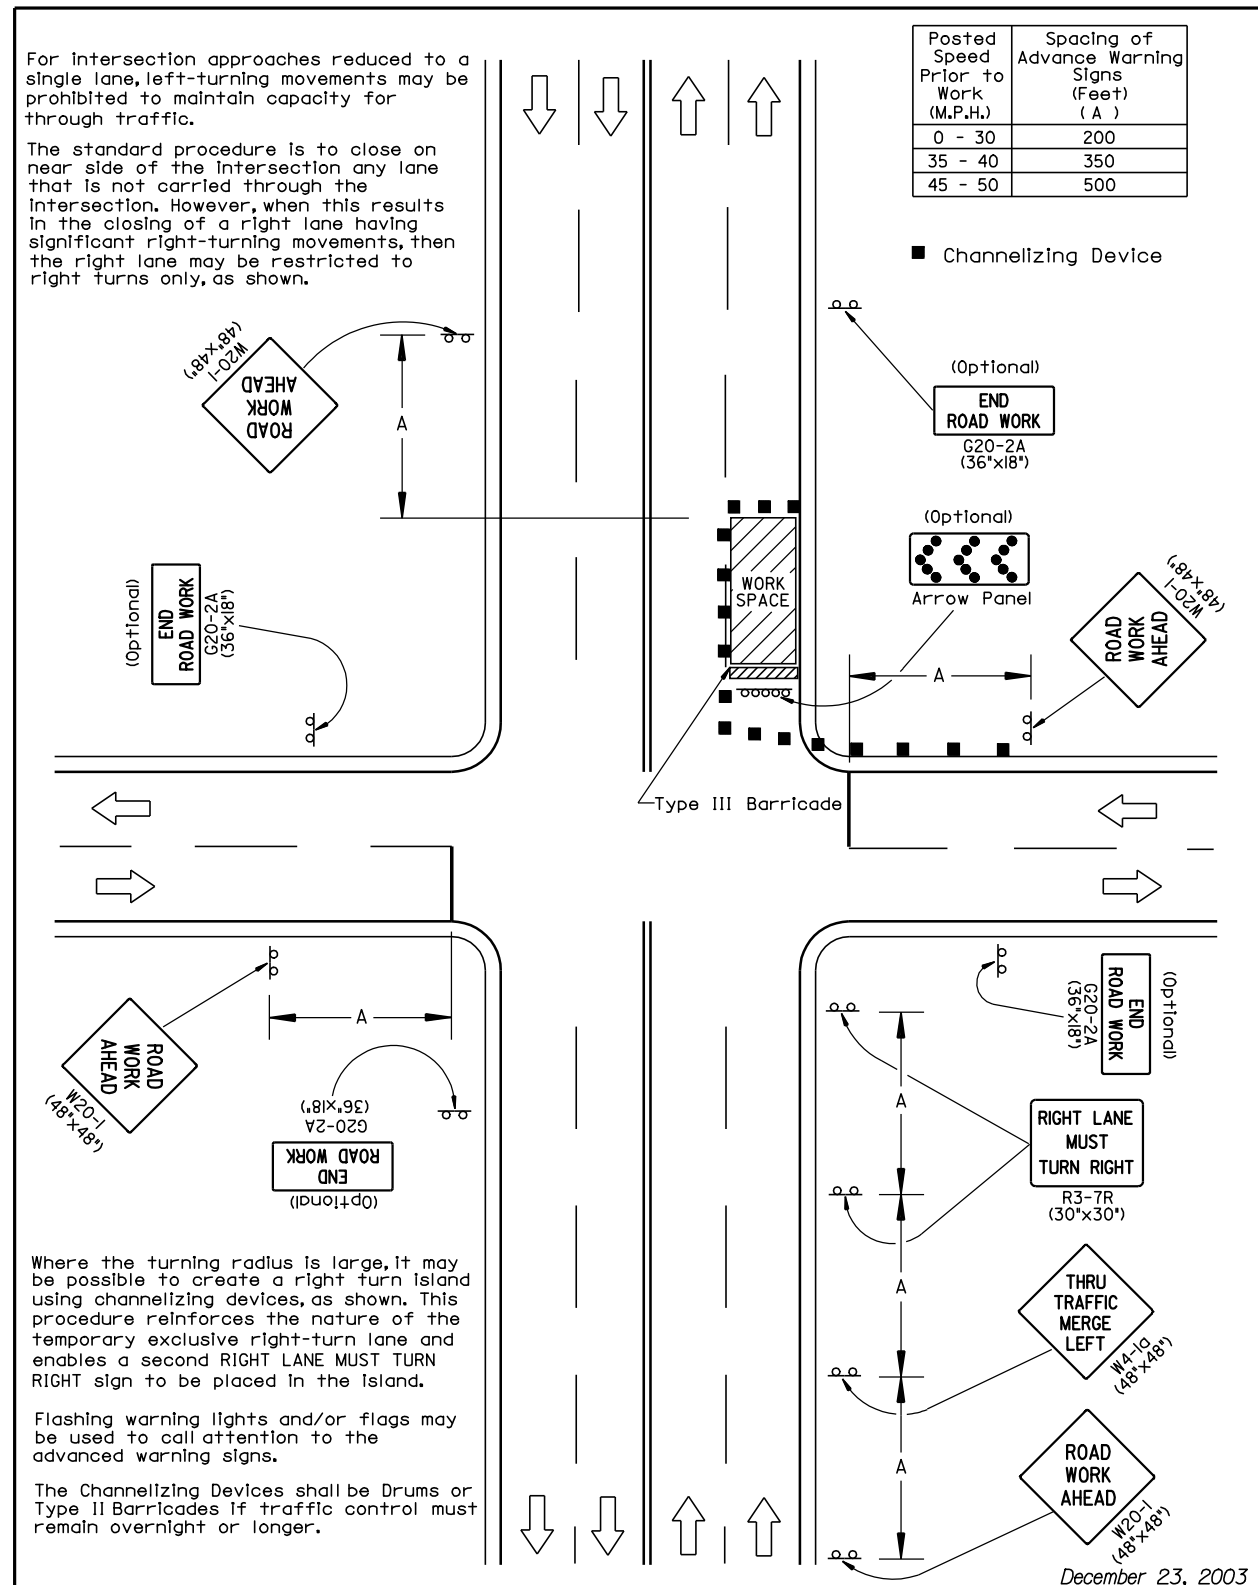 For intersection approaches reduced to a
single lane, left-turning movements may be
prohibited to maintain capacity for
through traffic.
The standard procedure is to close on
near side of the intersection any lane
that is not carried through the
intersection. However, when this results
in the closing of a right lane having
significant right-turning movements, then
the right lane may be restricted to
right turns only, as shown.
Posted
Speed
Prior to
Work
(M.P.H.)
Spacing of
Advance Warning
Signs
(Feet)
( A )
0 - 30 200
35 - 40 350
45 - 50 500
Channelizing Device
W20-1
(48"x48")
ROAD
WORK
AHEAD
A
(Optional)
END
ROAD WORK
G20-2A
(36"x18")
(Optional)
Arrow Panel
WORK
SPACE
(Optional)
END
ROAD WORK
G20-2A
(36"x18")
W20-1
(48"x48")
ROAD
WORK
AHEAD
A
Type III Barricade
ROAD
WORK
AHEAD
W20-1
(48"x48")
A
G20-2A
(36"x18")
END
ROAD WORK
(Optional)
(Optional)
END
ROAD WORK
G20-2A
(36"x18")
A
RIGHT LANE
MUST
TURN RIGHT
R3-7R
(30"x30")
A
THRU
TRAFFIC
MERGE
LEFT
W4-1a
(48"x48")
A
ROAD
WORK
AHEAD
W20-1
(48"x48")
Where the turning radius is large, it may
be possible to create a right turn island
using channelizing devices, as shown. This
procedure reinforces the nature of the
temporary exclusive right-turn lane and
enables a second RIGHT LANE MUST TURN
RIGHT sign to be placed in the island.
Flashing warning lights and/or flags may
be used to call attention to the
advanced warning signs.
The Channelizing Devices shall be Drums or
Type II Barricades if traffic control must
remain overnight or longer.
December 23, 2003